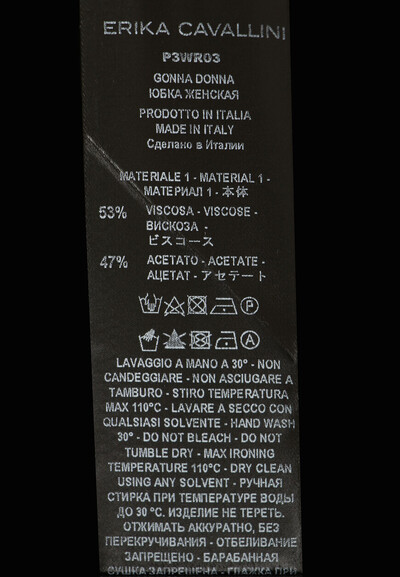 ERIKA CAVALLINI
P3WR03
GONNA DONNA
ЮБКА ЖЕНСКАЯ
PRODOTTO IN ITALIA
MADE IN ITALY
Сделано в Италии
MATERIALE 1 - MATERIAL 1 -
МАТЕРИАЛ 1 - 本体
53% VISCOSA - VISCOSE -
ВИСКОЗА -
ビスコース
47% ACETATO - ACETATE -
АЦЕТАТ - アセテート
P
A
LAVAGGIO A MANO A 30° - NON
CANDEGGIARE - NON ASCIUGARE A
TAMBURO - STIRO TEMPERATURA
MAX 110°C - LAVARE A SECCO CON
QUALSIASI SOLVENTE - HAND WASH
30° - DO NOT BLEACH - DO NOT
TUMBLE DRY - MAX IRONING
TEMPERATURE 110°C - DRY CLEAN
USING ANY SOLVENT - РУЧНАЯ
СТИРКА ПРИ ТЕМПЕРАТУРЕ ВОДЫ
ДО 30 °С. ИЗДЕЛИЕ НЕ ТЕРЕТЬ.
ОТЖИМАТЬ АККУРАТНО, БЕЗ
ПЕРЕКРУЧИВАНИЯ - ОТБЕЛИВАНИЕ
ЗАПРЕЩЕНО - БАРАБАННАЯ
СУШКА ЗАПРЕЩЕНА - ГЛАЖКА ПРИ